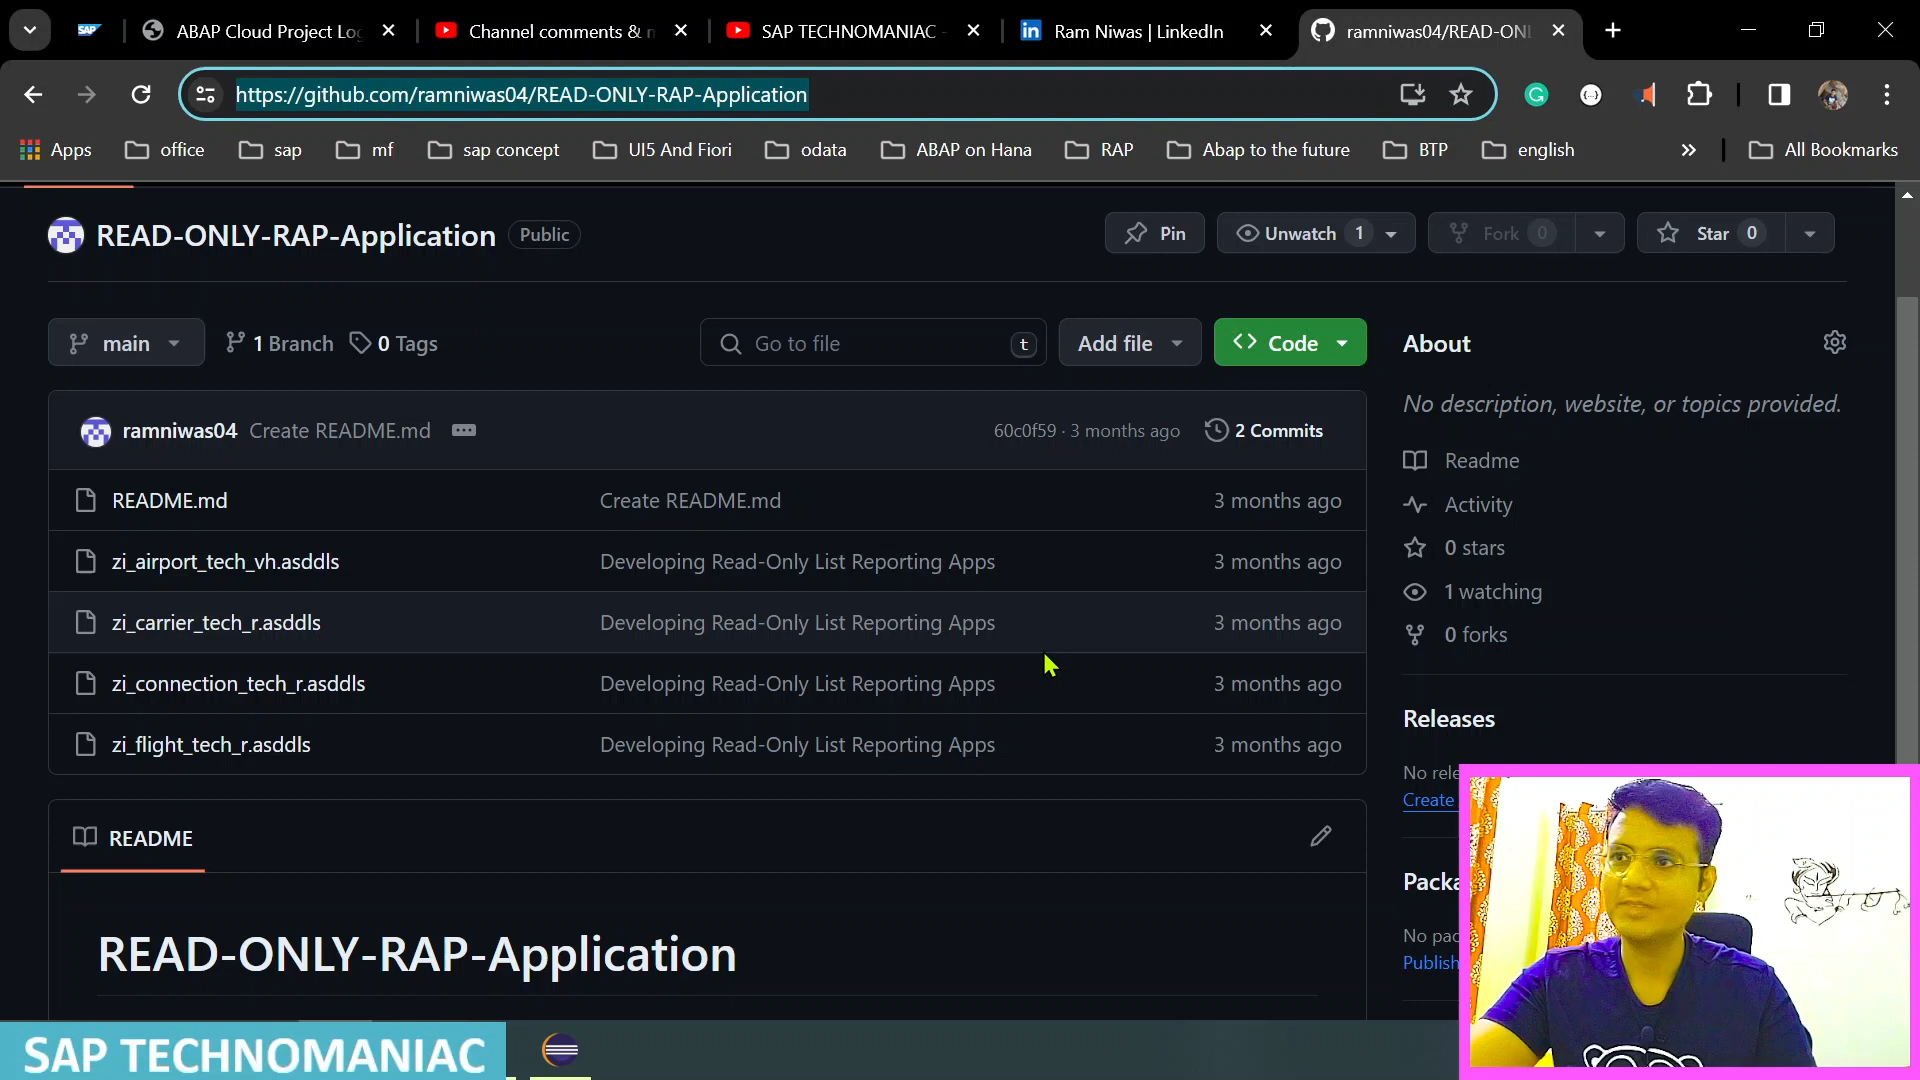 ABAP Cloud Project Log
Channel comments & m
SAP TECHNOMANIAC -
Ram Niwas | LinkedIn
ramniwas04/READ-ONL
https://github.com/ramniwas04/READ-ONLY-RAP-Application
Apps
office
sap
mf
sap concept
UI5 And Fiori
odata
ABAP on Hana
RAP
Abap to the future
BTP
english
All Bookmarks
READ-ONLY-RAP-Application
Public
Pin
Unwatch 1
Fork 0
Star 0
main
1 Branch
0 Tags
Go to file
t
Add file
Code
About
No description, website, or topics provided.
ramniwas04 Create README.md
60c0f59 · 3 months ago
2 Commits
README.md Create README.md 3 months ago
zi_airport_tech_vh.asddls Developing Read-Only List Reporting Apps 3 months ago
zi_carrier_tech_r.asddls Developing Read-Only List Reporting Apps 3 months ago
zi_connection_tech_r.asddls Developing Read-Only List Reporting Apps 3 months ago
zi_flight_tech_r.asddls Developing Read-Only List Reporting Apps 3 months ago
Readme
Activity
0 stars
1 watching
0 forks
Releases
No rele
Create
Packa
No pac
Publish
README
READ-ONLY-RAP-Application
SAP TECHNOMANIAC